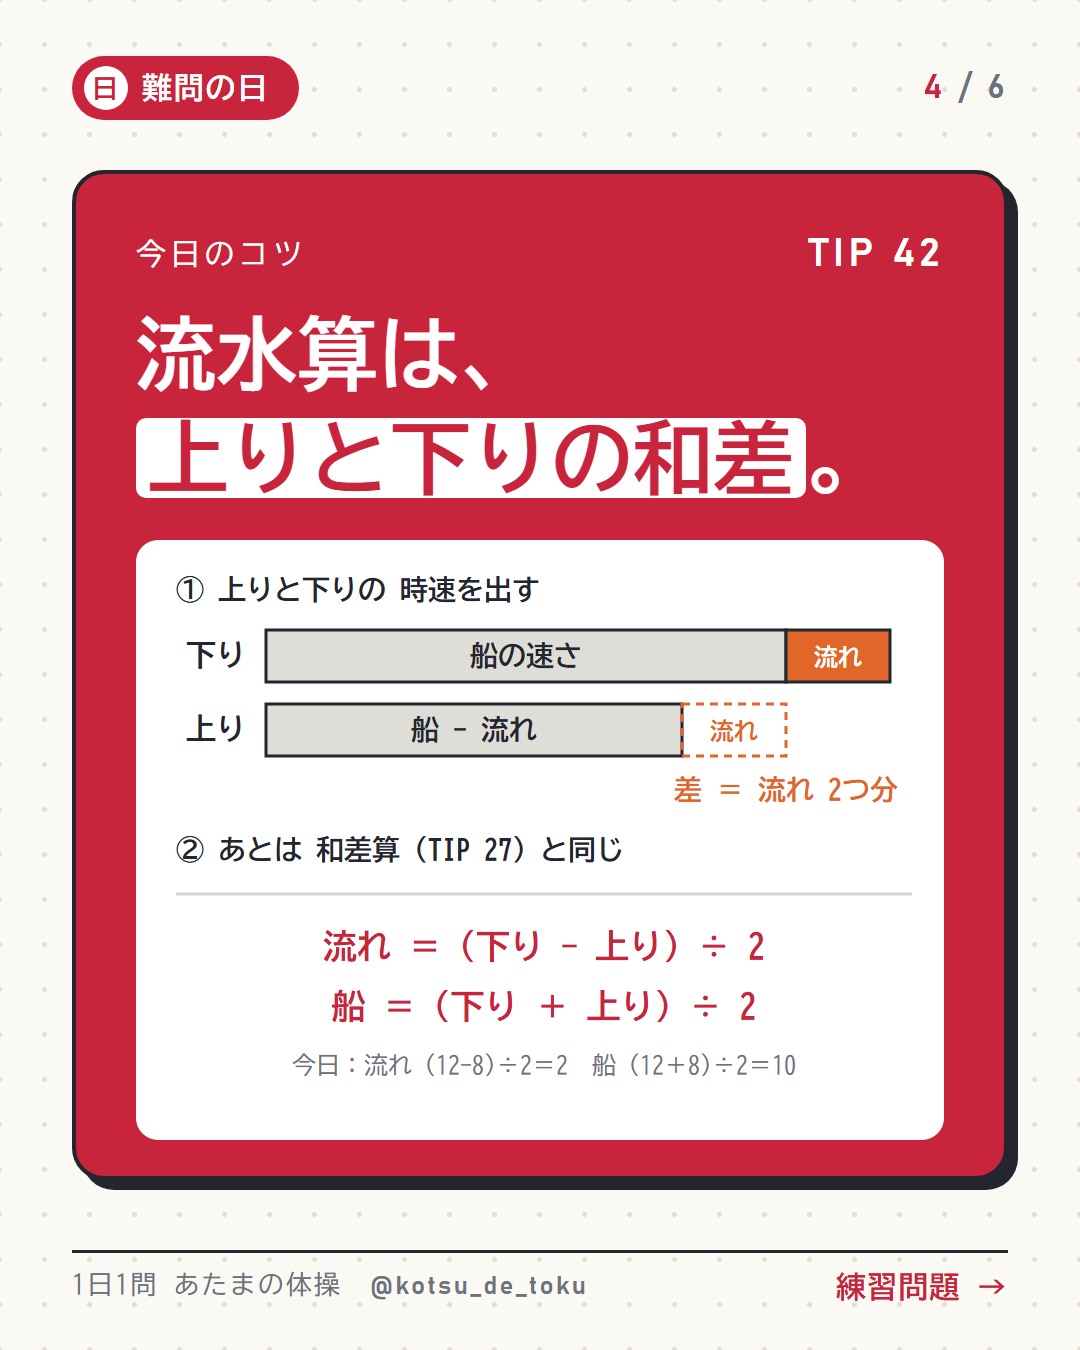 日 難問の日
4 / 6
今日のコツ
TIP 42
流水算は、
上りと下りの和差。
① 上りと下りの 時速を出す
下り 船の速さ 流れ
上り 船 − 流れ 流れ
差 = 流れ 2つ分
② あとは 和差算（TIP 27）と同じ
流れ =（下り − 上り）÷ 2
船 =（下り + 上り）÷ 2
今日：流れ（12−8）÷2=2 船（12+8）÷2=10
1日1問 あたまの体操 @kotsu_de_toku
練習問題 →